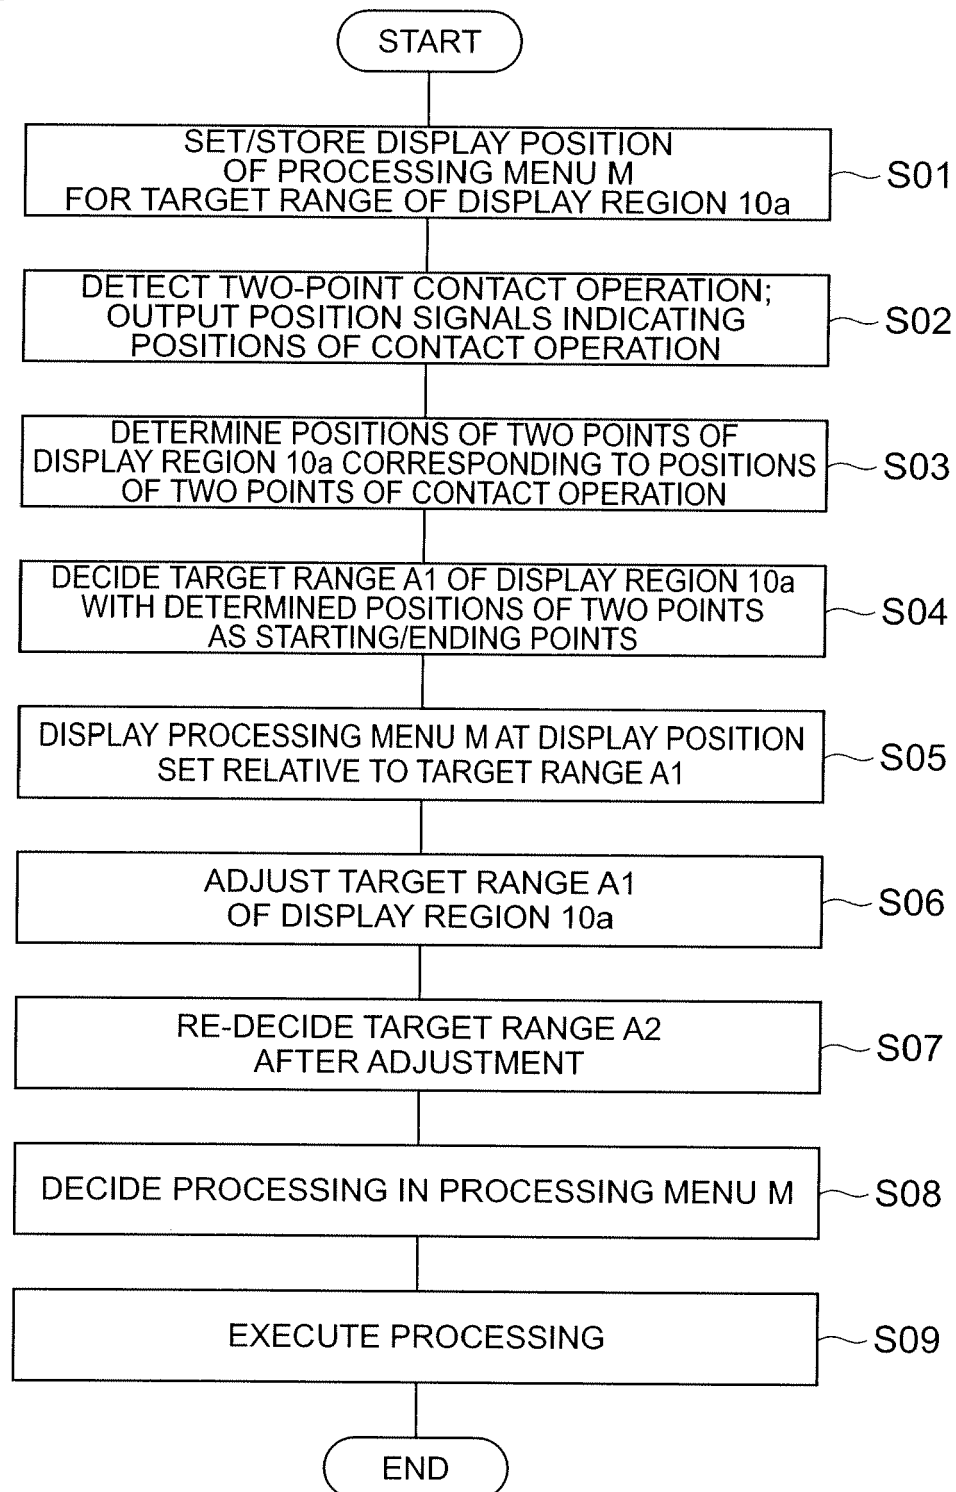 START
SET/STORE DISPLAY POSITION
OF PROCESSING MENU M
FOR TARGET RANGE OF DISPLAY REGION 10a
S01
DETECT TWO-POINT CONTACT OPERATION;
OUTPUT POSITION SIGNALS INDICATING
POSITIONS OF CONTACT OPERATION
S02
DETERMINE POSITIONS OF TWO POINTS OF
DISPLAY REGION 10a CORRESPONDING TO POSITIONS
OF TWO POINTS OF CONTACT OPERATION
S03
DECIDE TARGET RANGE A1 OF DISPLAY REGION 10a
WITH DETERMINED POSITIONS OF TWO POINTS
AS STARTING/ENDING POINTS
S04
DISPLAY PROCESSING MENU M AT DISPLAY POSITION
SET RELATIVE TO TARGET RANGE A1
S05
ADJUST TARGET RANGE A1
OF DISPLAY REGION 10a
S06
RE-DECIDE TARGET RANGE A2
AFTER ADJUSTMENT
S07
DECIDE PROCESSING IN PROCESSING MENU M
S08
EXECUTE PROCESSING
S09
END